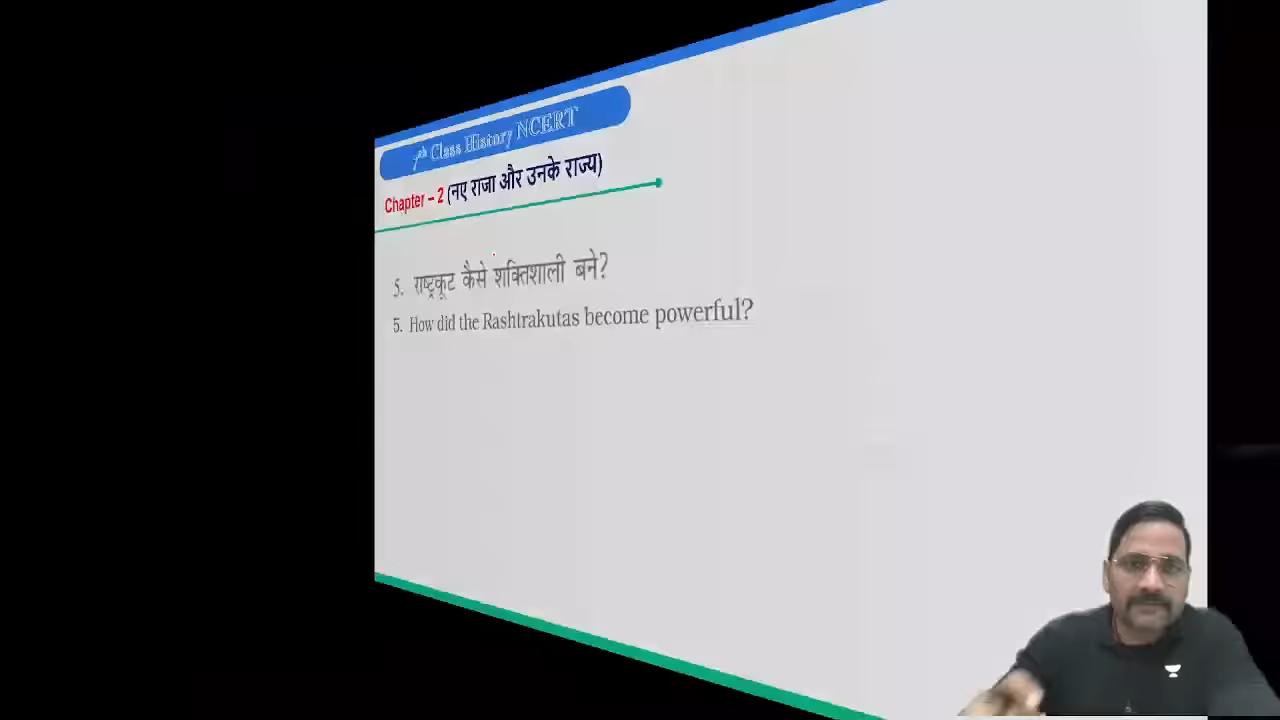 7th Class History NCERT
Chapter – 2 (नए राजा और उनके राज्य)
5. राष्ट्रकूट कैसे शक्तिशाली बने?
5. How did the Rashtrakutas become powerful?